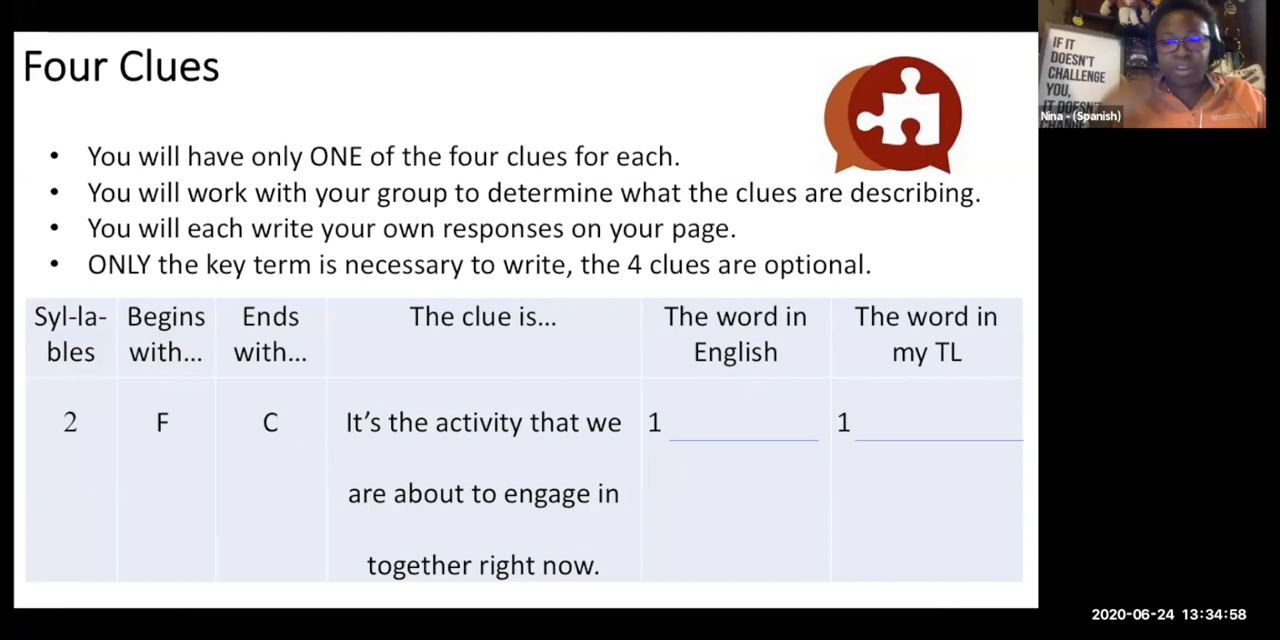 Four Clues
• You will have only ONE of the four clues for each.
• You will work with your group to determine what the clues are describing.
• You will each write your own responses on your page.
• ONLY the key term is necessary to write, the 4 clues are optional.
Syl-la-
bles
Begins
with...
Ends
with...
The clue is...
The word in
English
The word in
my TL
2
F
C
It's the activity that we
are about to engage in
together right now.
1
1
IF IT
DOESN'T
CHALLENGE
YOU,
IT DOESN'T
CHANGE
Nina - (Spanish)
2020-06-24 13:34:58